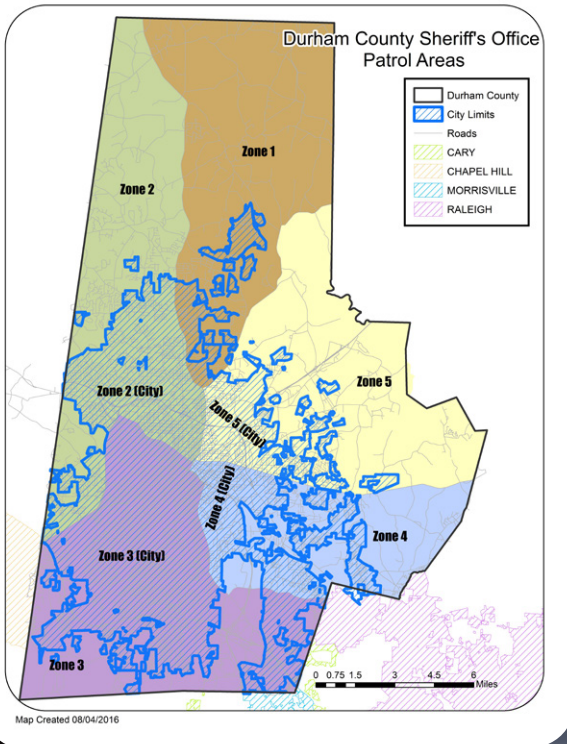 Durham County Sheriff's Office
Patrol Areas
Durham County
City Limits
Roads
CARY
CHAPEL HILL
MORRISVILLE
RALEIGH
Zone 1
Zone 2
Zone 2 (City)
Zone 5
Zone 5 (City)
Zone 4 (City)
Zone 4
Zone 3 (City)
Zone 3
0 0.75 1.5 3 4.5 6
Miles
Map Created 08/04/2016